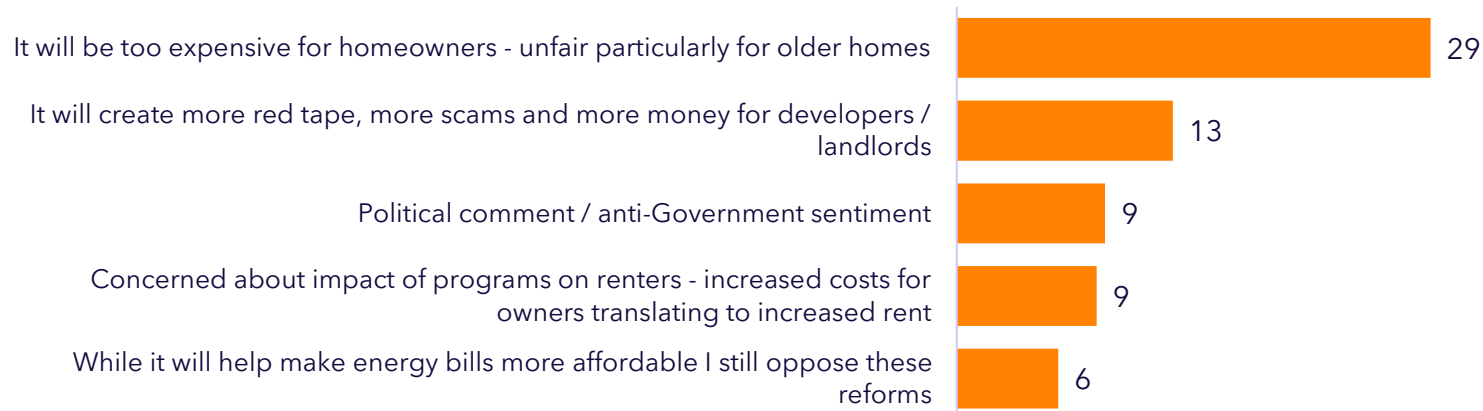 It will be too expensive for homeowners - unfair particularly for older homes
29
It will create more red tape, more scams and more money for developers /
landlords
13
Political comment / anti-Government sentiment
9
Concerned about impact of programs on renters - increased costs for
owners translating to increased rent
9
While it will help make energy bills more affordable I still oppose these
reforms
6